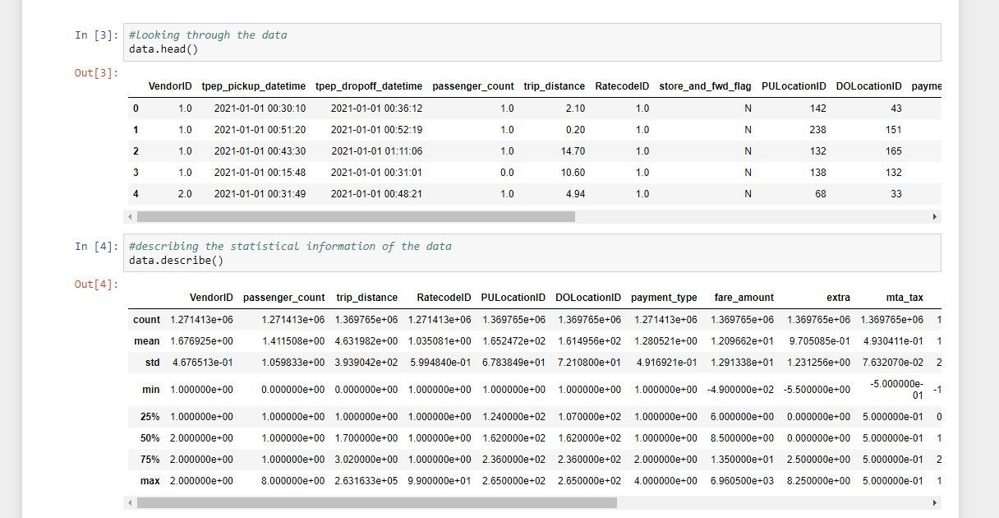 In [3]: #looking through the data
data.head()
Out[3]:
VendorID tpep_pickup_datetime tpep_dropoff_datetime passenger_count trip_distance RatecodeID store_and_fwd_flag PULocationID DOLocationID payme
0 1.0 2021-01-01 00:30:10 2021-01-01 00:36:12 1.0 2.10 1.0 N 142 43
1 1.0 2021-01-01 00:51:20 2021-01-01 00:52:19 1.0 0.20 1.0 N 238 151
2 1.0 2021-01-01 00:43:30 2021-01-01 01:11:06 1.0 14.70 1.0 N 132 165
3 1.0 2021-01-01 00:15:48 2021-01-01 00:31:01 0.0 10.60 1.0 N 138 132
4 2.0 2021-01-01 00:31:49 2021-01-01 00:48:21 1.0 4.94 1.0 N 68 33
In [4]: #describing the statistical information of the data
data.describe()
Out[4]:
VendorID passenger_count trip_distance RatecodeID PULocationID DOLocationID payment_type fare_amount extra mta_tax
count 1.271413e+06 1.271413e+06 1.369765e+06 1.271413e+06 1.369765e+06 1.369765e+06 1.271413e+06 1.369765e+06 1.369765e+06 1.369765e+06 1
mean 1.676925e+00 1.411508e+00 4.631982e+00 1.035081e+00 1.652472e+02 1.614956e+02 1.280521e+00 1.209662e+01 9.705085e-01 4.930411e-01 1
std 4.676513e-01 1.059833e+00 3.939042e+02 5.994840e-01 6.783849e+01 7.210800e+01 4.916921e-01 1.291338e+01 1.231256e+00 7.632070e-02 2
min 1.000000e+00 0.000000e+00 0.000000e+00 1.000000e+00 1.000000e+00 1.000000e+00 1.000000e+00 -4.900000e+02 -5.500000e+00 -5.000000e- -1
01
25% 1.000000e+00 1.000000e+00 1.000000e+00 1.000000e+00 1.240000e+02 1.070000e+02 1.000000e+00 6.000000e+00 0.000000e+00 5.000000e-01 0
50% 2.000000e+00 1.000000e+00 1.700000e+00 1.000000e+00 1.620000e+02 1.620000e+02 1.000000e+00 8.500000e+00 0.000000e+00 5.000000e-01 1
75% 2.000000e+00 1.000000e+00 3.020000e+00 1.000000e+00 2.360000e+02 2.360000e+02 2.000000e+00 1.350000e+01 2.500000e+00 5.000000e-01 2
max 2.000000e+00 8.000000e+00 2.631633e+05 9.900000e+01 2.650000e+02 2.650000e+02 4.000000e+00 6.960500e+03 8.250000e+00 5.000000e-01 1